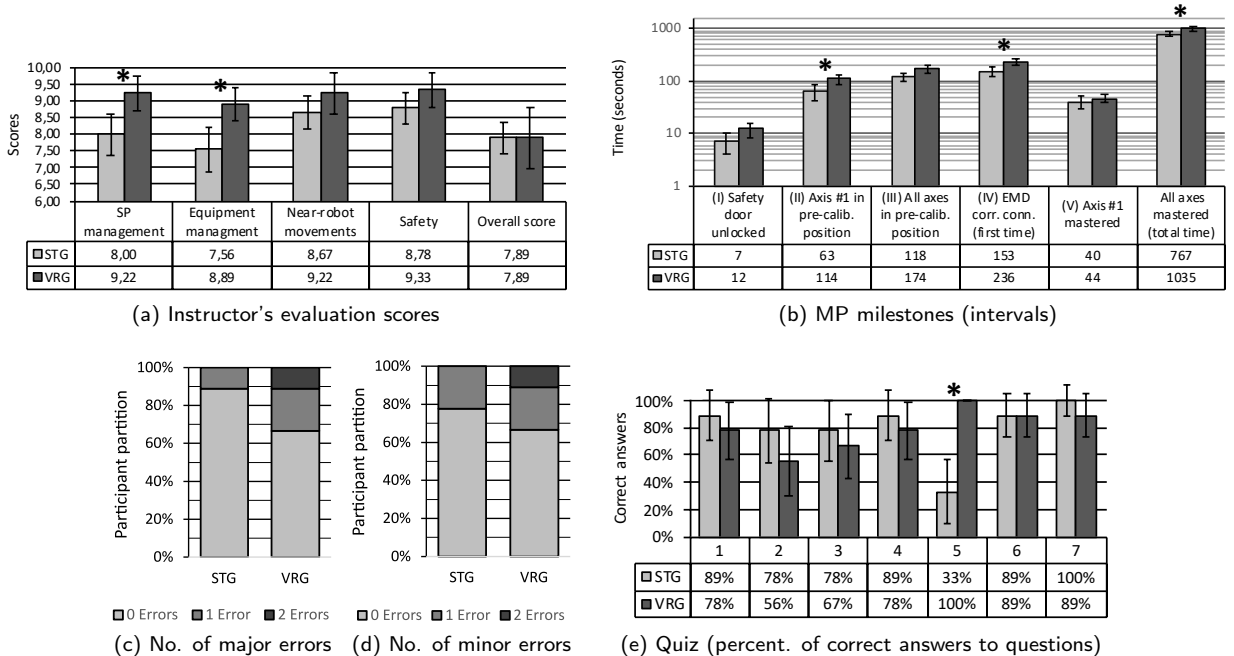 10,00
9,50
9,00
8,50
8,00
7,50
7,00
6,50
6,00
Scores
*
*
SP management
Equipment managment
Near-robot movements
Safety
Overall score
STG 8,00 7,56 8,67 8,78 7,89
VRG 9,22 8,89 9,22 9,33 7,89
(a) Instructor's evaluation scores
1000
100
10
1
Time (seconds)
*
*
*
(I) Safety door unlocked
(II) Axis #1 in pre-calib. position
(III) All axes in pre-calib. position
(IV) EMD corr. conn. (first time)
(V) Axis #1 mastered
All axes mastered (total time)
STG 7 63 118 153 40 767
VRG 12 114 174 236 44 1035
(b) MP milestones (intervals)
100%
80%
60%
40%
20%
0%
Participant partition
STG VRG
0 Errors 1 Error 2 Errors
(c) No. of major errors
100%
80%
60%
40%
20%
0%
Participant partition
STG VRG
0 Errors 1 Error 2 Errors
(d) No. of minor errors
100%
80%
60%
40%
20%
0%
Correct answers
*
1 2 3 4 5 6 7
STG 89% 78% 78% 89% 33% 89% 100%
VRG 78% 56% 67% 78% 100% 89% 89%
(e) Quiz (percent. of correct answers to questions)